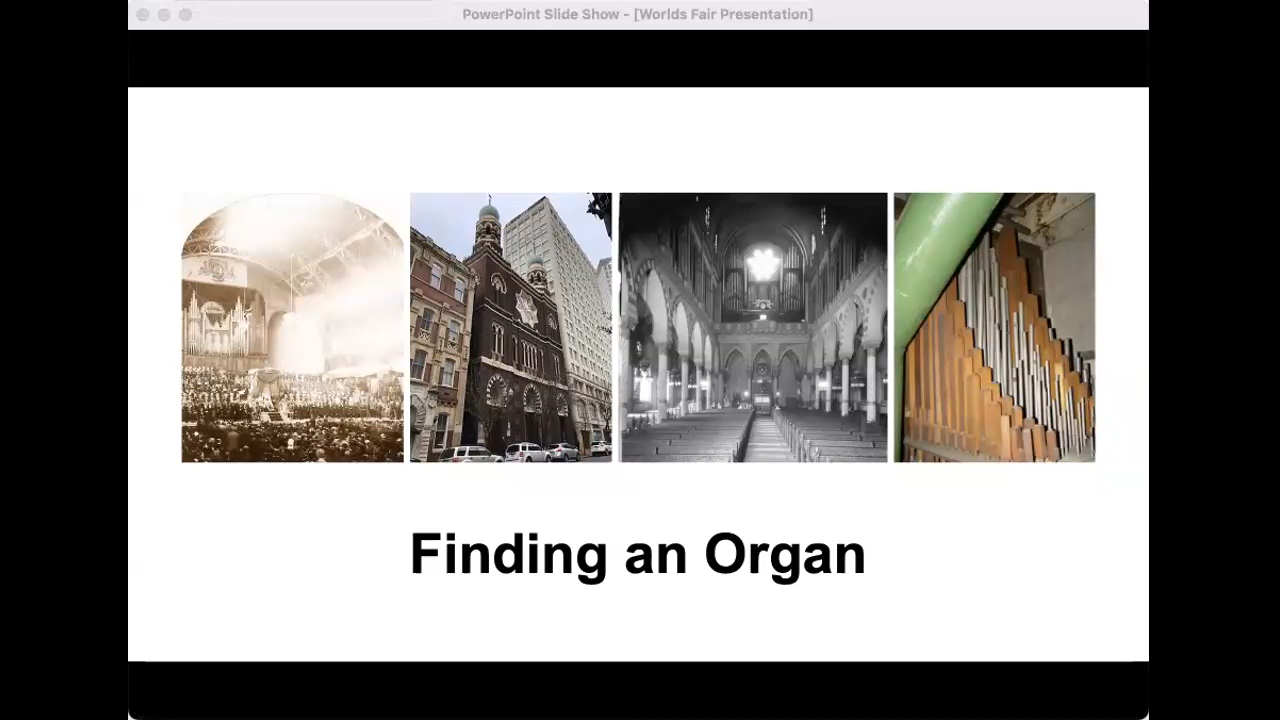 PowerPoint Slide Show - [Worlds Fair Presentation]
Finding an Organ